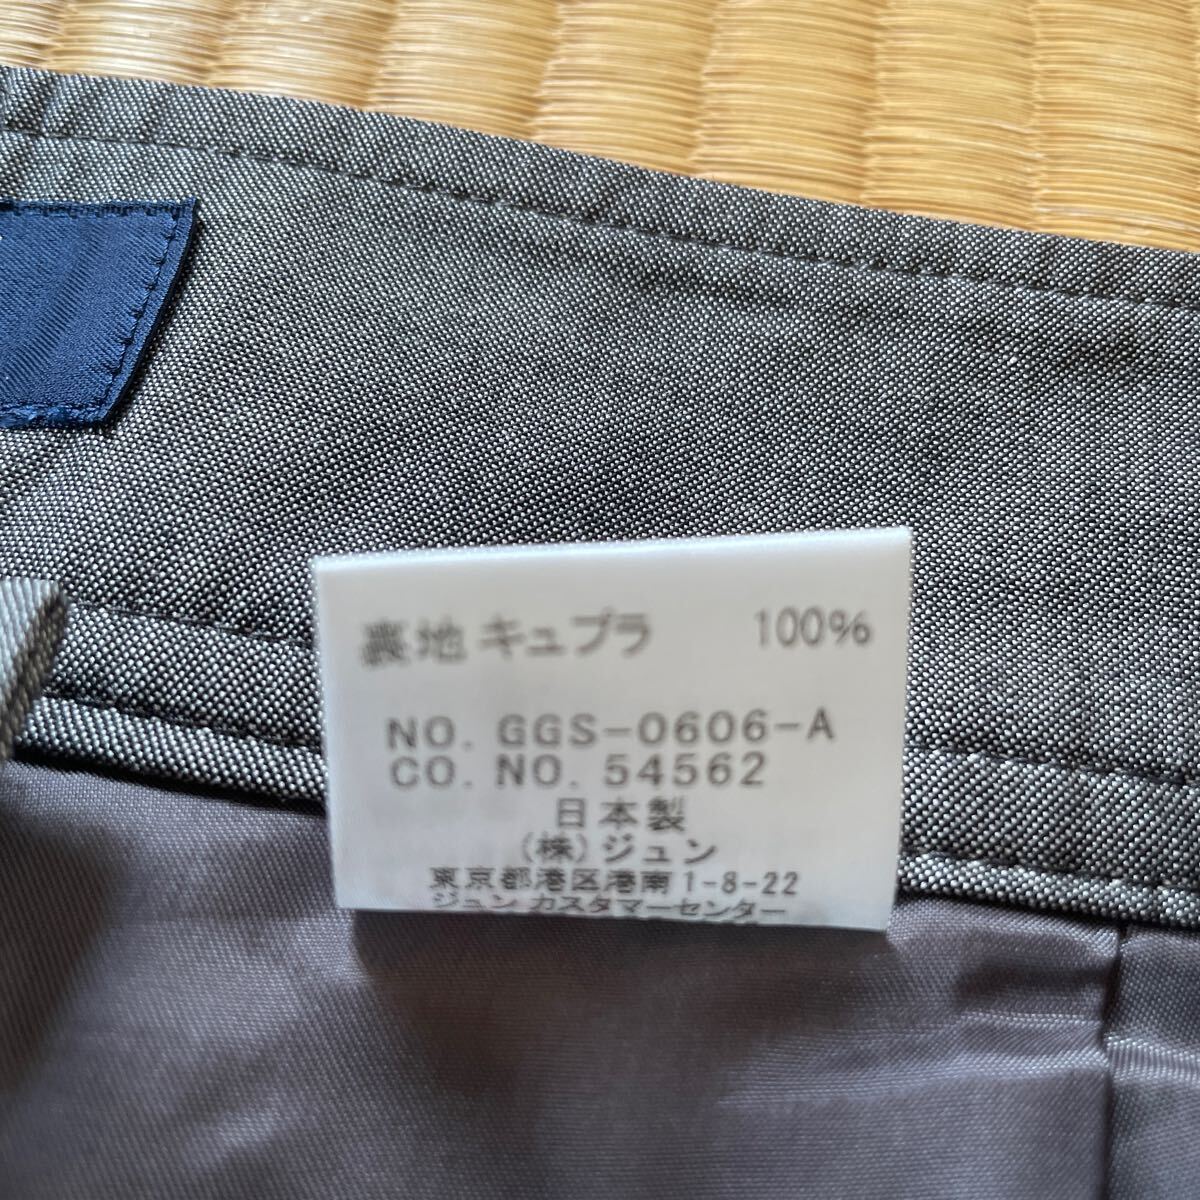 裏地 キュプラ 100%
NO. GGS-0606-A
CO. NO. 54562
日本製
(株)ジュン
東京都港区港南1-8-22
ジュン カスタマーセンター